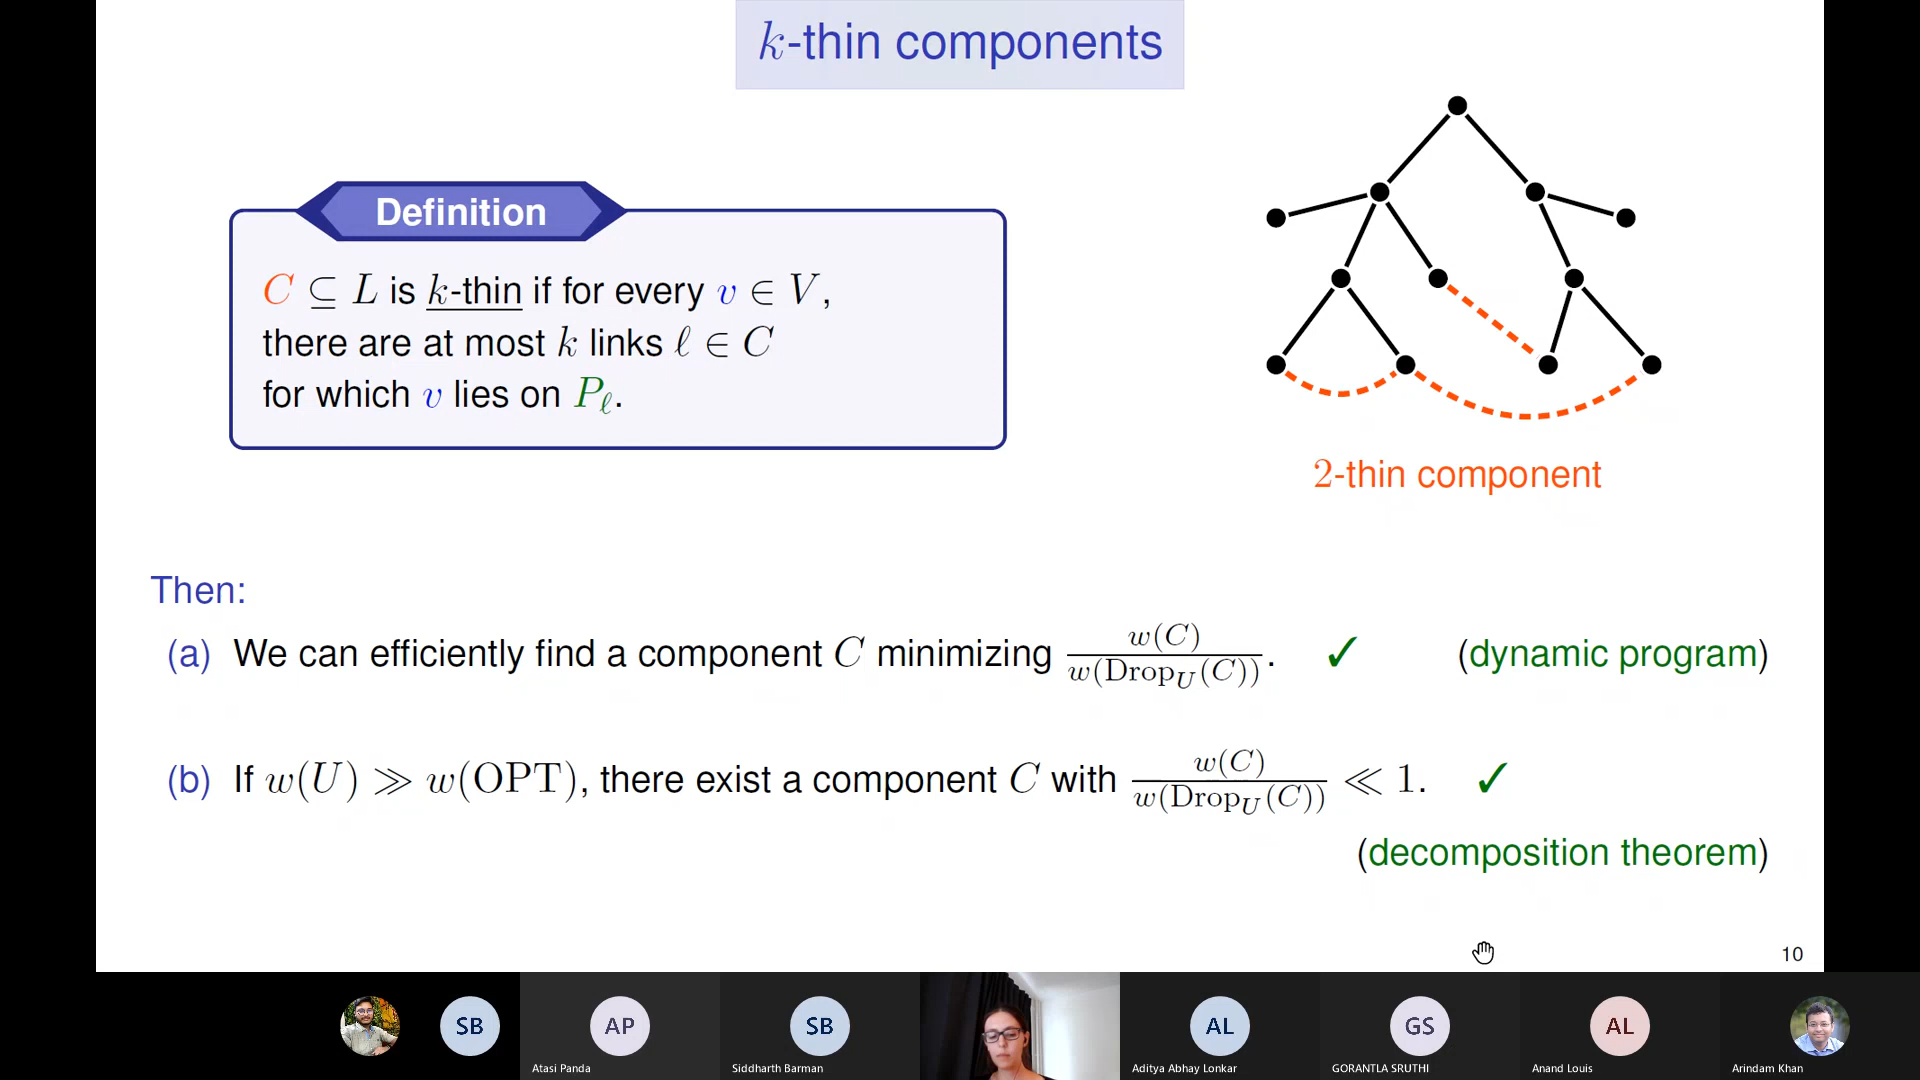 k-thin components
Definition
C ⊆ L is k-thin if for every v ∈ V,
there are at most k links ℓ ∈ C
for which v lies on P_ℓ.
2-thin component
Then:
(a) We can efficiently find a component C minimizing w(C)/w(Drop_U(C)). ✓ (dynamic program)
(b) If w(U) ≫ w(OPT), there exist a component C with w(C)/w(Drop_U(C)) ≪ 1. ✓
(decomposition theorem)
10
SB AP SB AL GS AL
Atasi Panda Siddharth Barman Aditya Abhay Lonkar GORANTLA SRUTHI Anand Louis Arindam Khan